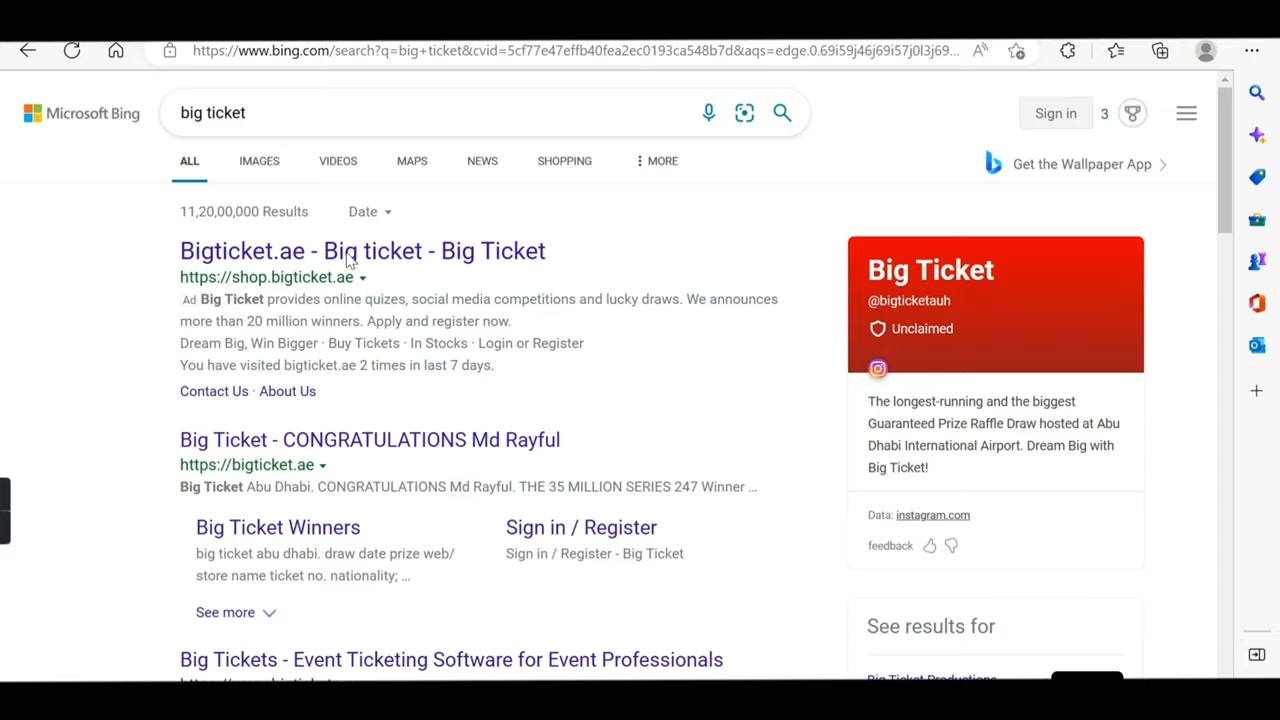 https://www.bing.com/search?q=big+ticket&cvid=5cf77e47effb40fea2ec0193ca548b7d&aqs=edge.0.69i59j46j69i57j0l3j69...
Microsoft Bing
big ticket
Sign in
3
ALL
IMAGES
VIDEOS
MAPS
NEWS
SHOPPING
MORE
Get the Wallpaper App
11,20,00,000 Results
Date
Bigticket.ae - Big ticket - Big Ticket
https://shop.bigticket.ae
Ad Big Ticket provides online quizes, social media competitions and lucky draws. We announces
more than 20 million winners. Apply and register now.
Dream Big, Win Bigger · Buy Tickets · In Stocks · Login or Register
You have visited bigticket.ae 2 times in last 7 days.
Contact Us · About Us
Big Ticket - CONGRATULATIONS Md Rayful
https://bigticket.ae
Big Ticket Abu Dhabi. CONGRATULATIONS Md Rayful. THE 35 MILLION SERIES 247 Winner ...
Big Ticket Winners
big ticket abu dhabi. draw date prize web/
store name ticket no. nationality; ...
Sign in / Register
Sign in / Register - Big Ticket
See more
Big Tickets - Event Ticketing Software for Event Professionals
Big Ticket
@bigticketauh
Unclaimed
The longest-running and the biggest
Guaranteed Prize Raffle Draw hosted at Abu
Dhabi International Airport. Dream Big with
Big Ticket!
Data: instagram.com
feedback
See results for
Big Ticket Productions